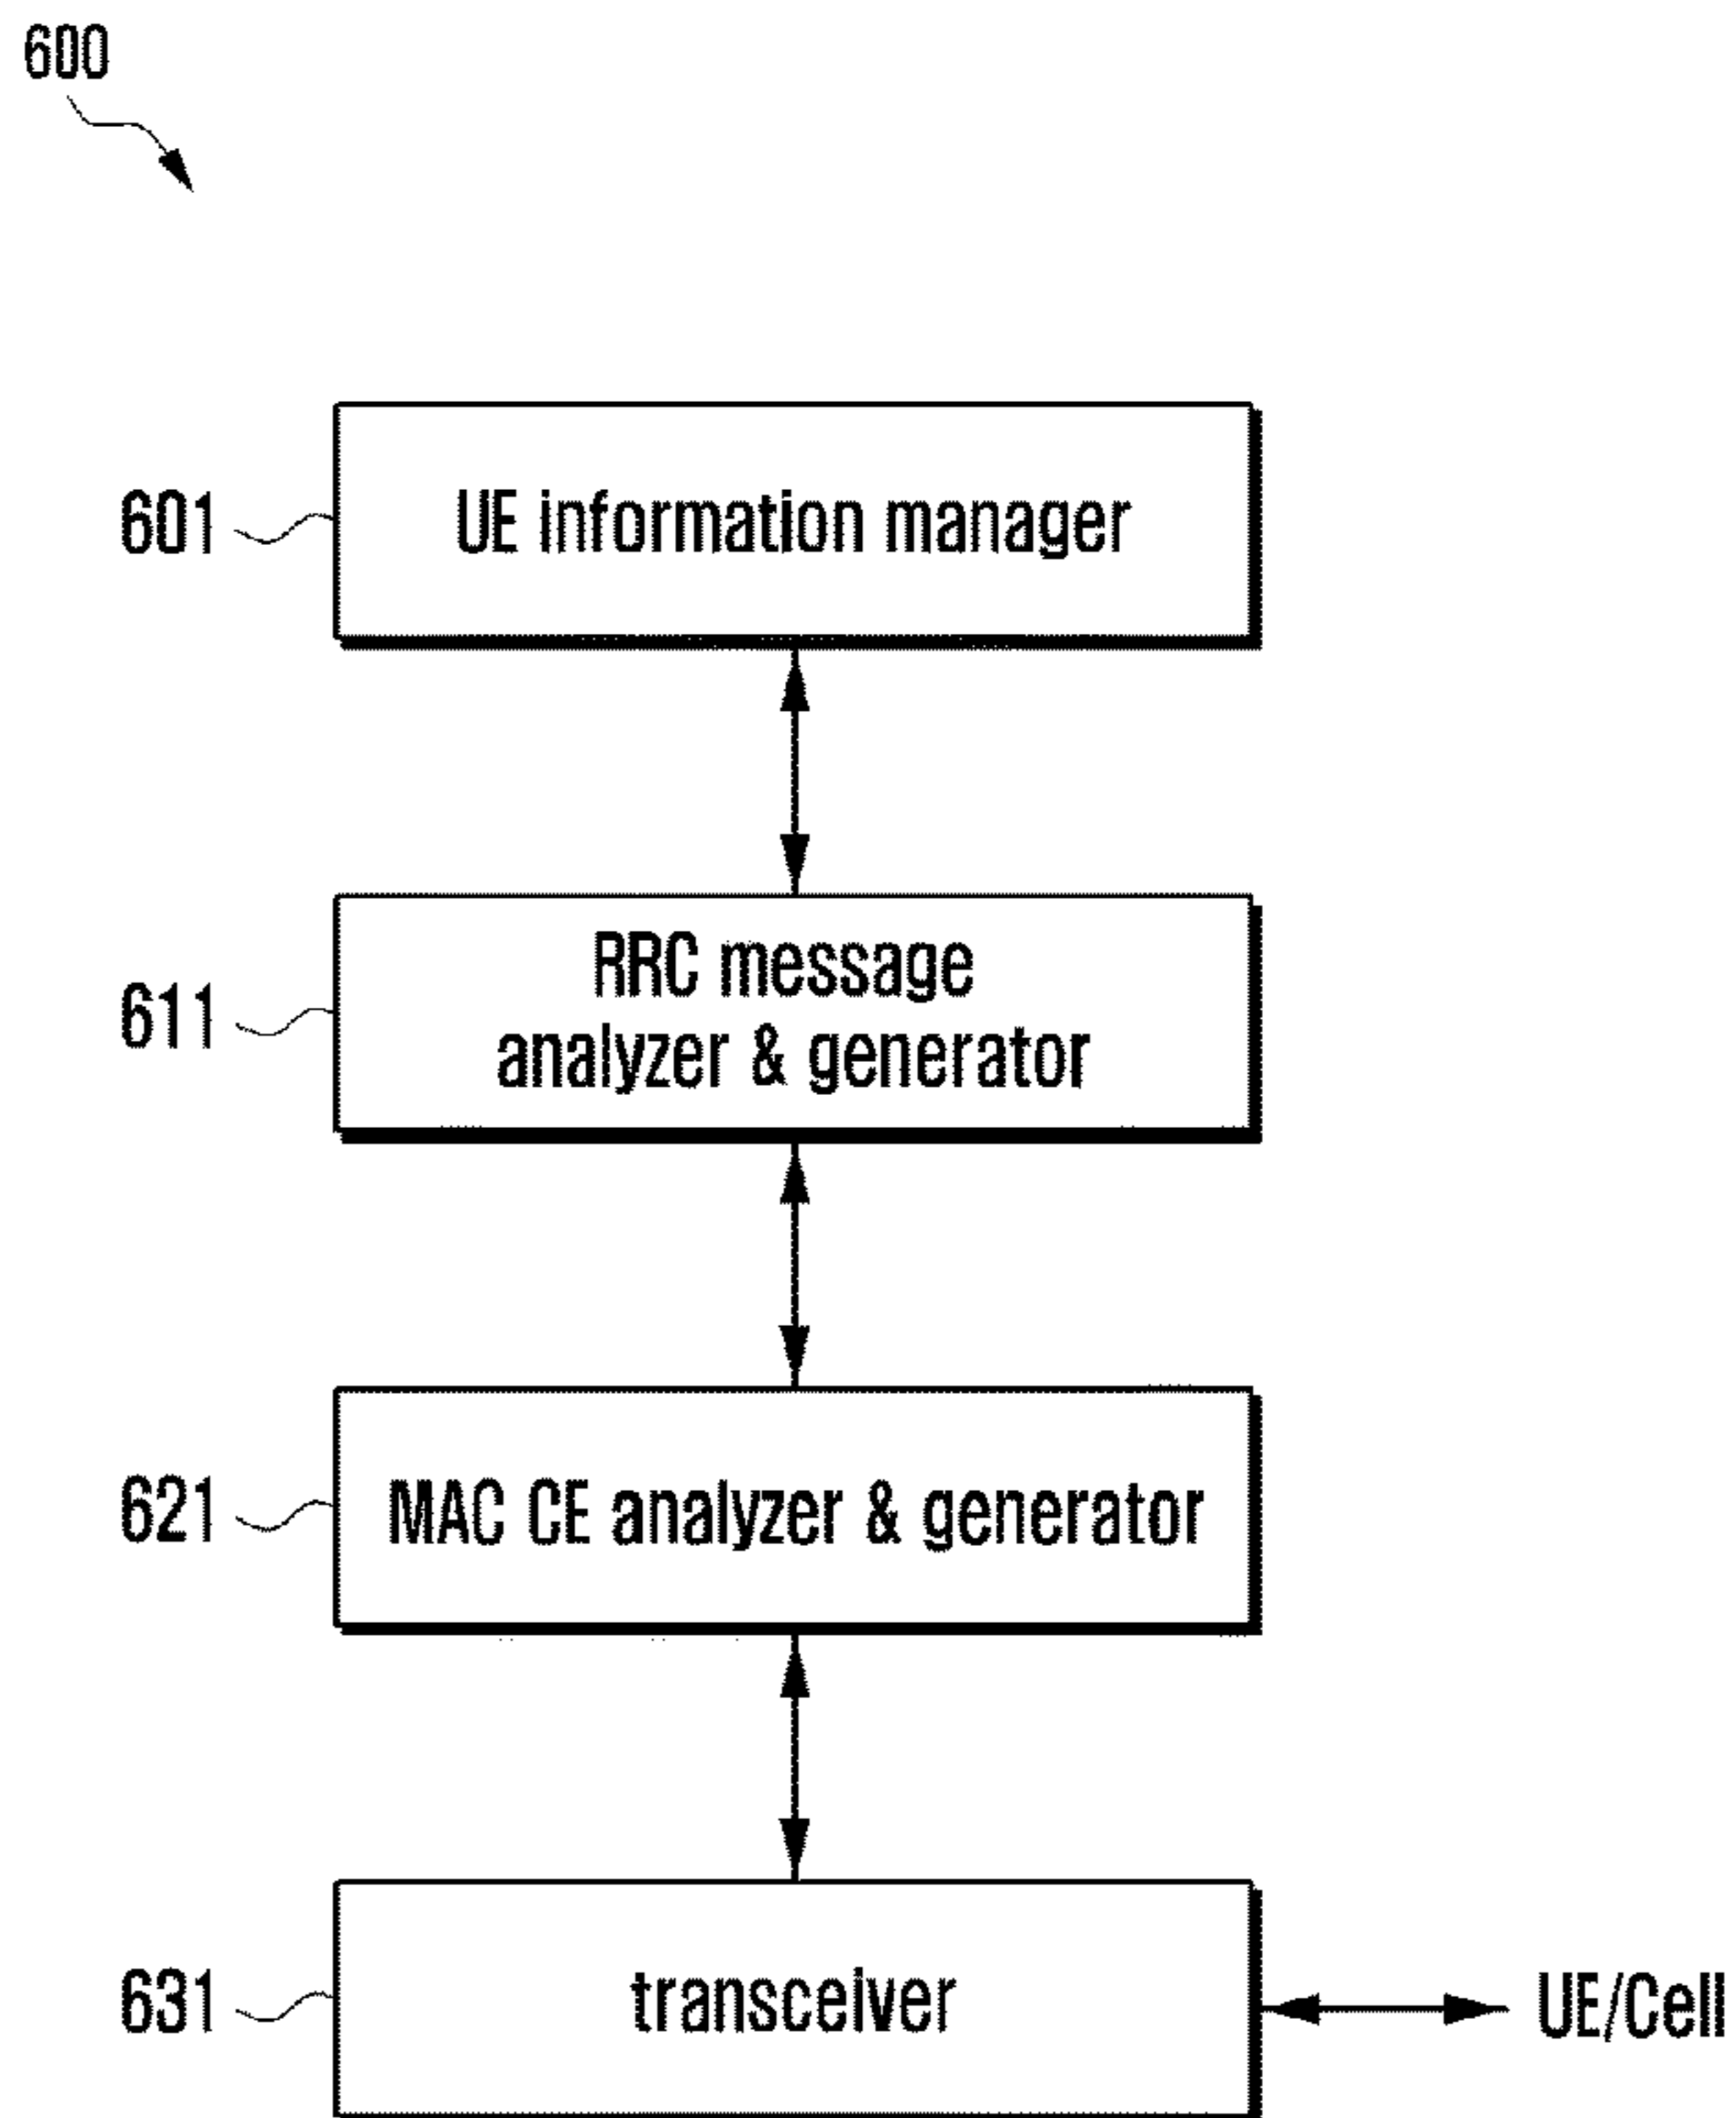 600
601
UE information manager
611
RRC message
analyzer & generator
621
MAC CE analyzer & generator
631
transceiver
UE/Cell